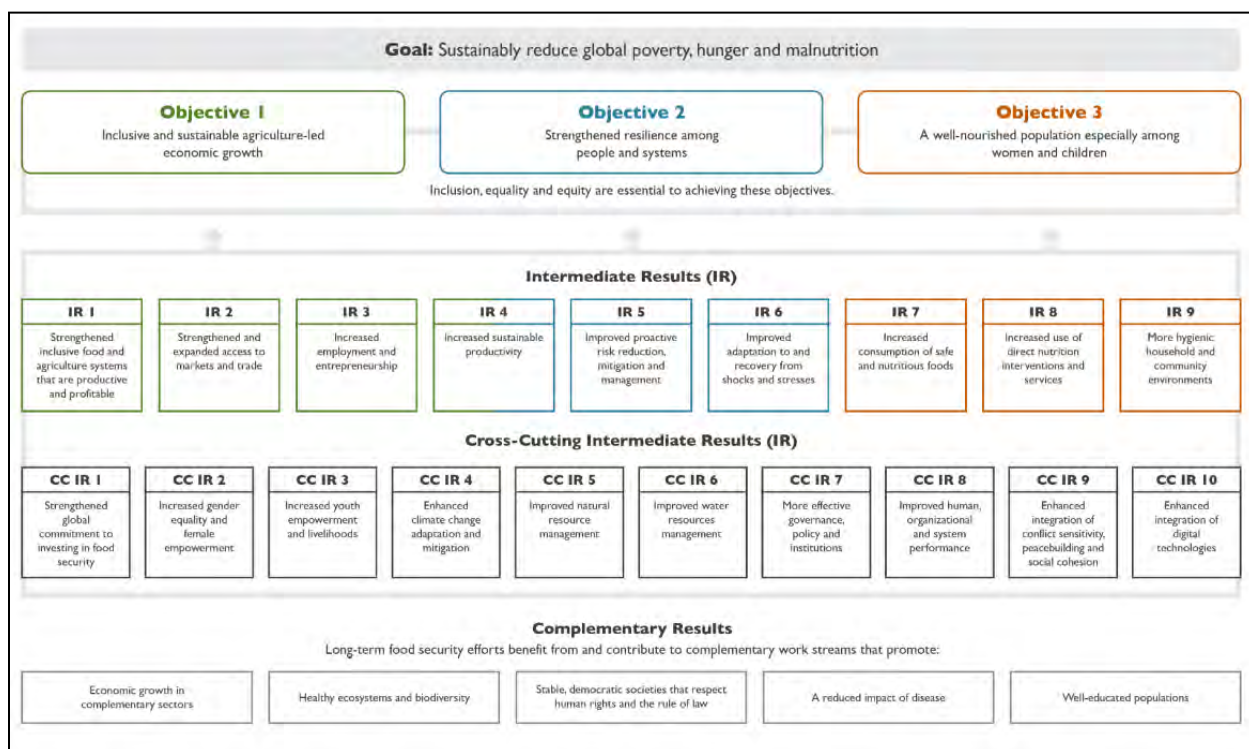 Goal: Sustainably reduce global poverty, hunger and malnutrition
Objective 1
Inclusive and sustainable agriculture-led
economic growth
Objective 2
Strengthened resilience among
people and systems
Objective 3
A well-nourished population especially among
women and children
Inclusion, equality and equity are essential to achieving these objectives.
Intermediate Results (IR)
IR 1
Strengthened
inclusive food and
agriculture systems
that are productive
and profitable
IR 2
Strengthened and
expanded access to
markets and trade
IR 3
Increased
employment and
entrepreneurship
IR 4
Increased sustainable
productivity
IR 5
Improved proactive
risk reduction,
mitigation and
management
IR 6
Improved
adaptation to and
recovery from
shocks and stresses
IR 7
Increased
consumption of safe
and nutritious foods
IR 8
Increased use of
direct nutrition
interventions and
services
IR 9
More hygienic
household and
community
environments
Cross-Cutting Intermediate Results (IR)
CC IR 1
Strengthened
global
commitment to
investing in food
security
CC IR 2
Increased gender
equality and
female
empowerment
CC IR 3
Increased youth
empowerment
and livelihoods
CC IR 4
Enhanced
climate change
adaptation and
mitigation
CC IR 5
Improved natural
resource
management
CC IR 6
Improved water
resources
management
CC IR 7
More effective
governance,
policy and
institutions
CC IR 8
Improved human,
organizational
and system
performance
CC IR 9
Enhanced
integration of
conflict sensitivity,
peacebuilding and
social cohesion
CC IR 10
Enhanced
integration of
digital
technologies
Complementary Results
Long-term food security efforts benefit from and contribute to complementary work streams that promote:
Economic growth in
complementary sectors
Healthy ecosystems and biodiversity
Stable, democratic societies that respect
human rights and the rule of law
A reduced impact of disease
Well-educated populations